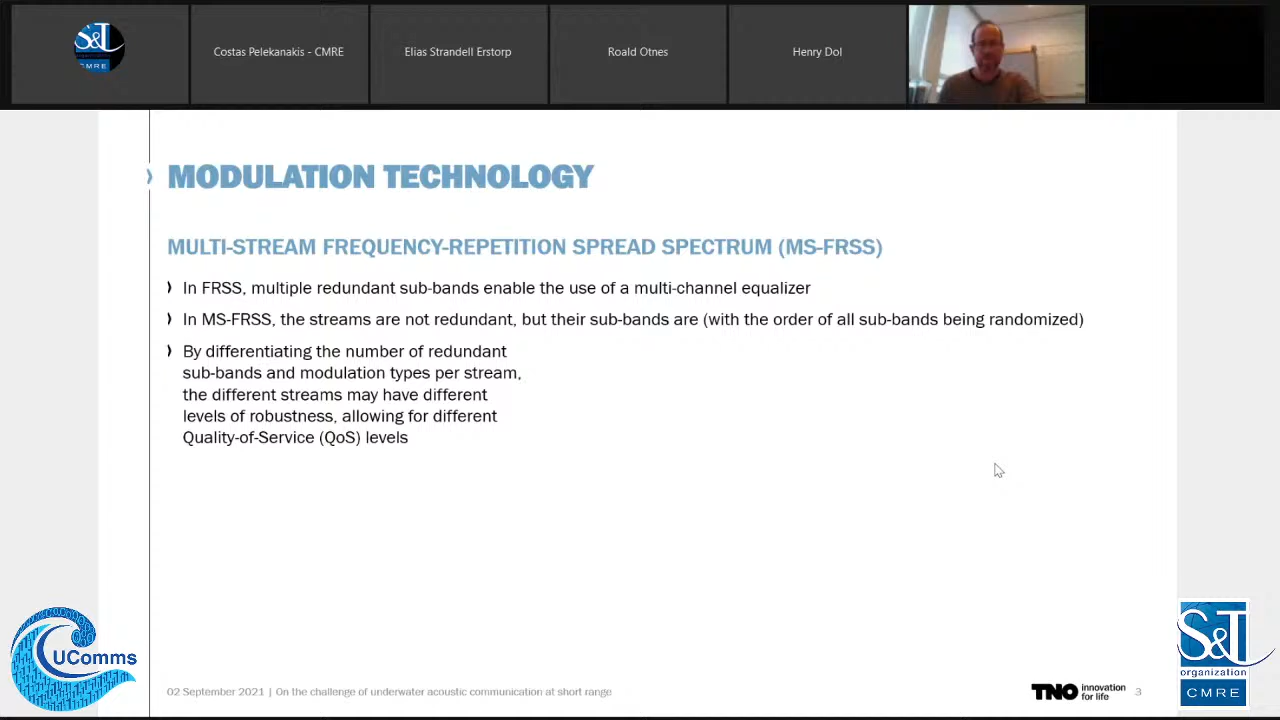 S&T
CMRE
Costas Pelekanakis - CMRE
Elias Strandell Erstorp
Roald Otnes
Henry Dol
MODULATION TECHNOLOGY
MULTI-STREAM FREQUENCY-REPETITION SPREAD SPECTRUM (MS-FRSS)
In FRSS, multiple redundant sub-bands enable the use of a multi-channel equalizer
In MS-FRSS, the streams are not redundant, but their sub-bands are (with the order of all sub-bands being randomized)
By differentiating the number of redundant
sub-bands and modulation types per stream,
the different streams may have different
levels of robustness, allowing for different
Quality-of-Service (QoS) levels
UComms
02 September 2021 | On the challenge of underwater acoustic communication at short range
TNO innovation
for life
3
S&T
organization
CMRE